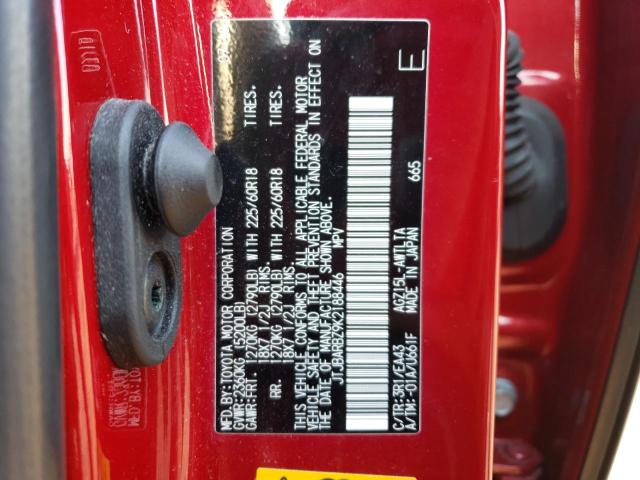 MFD.BY:TOYOTA MOTOR CORPORATION
GVWR:2360KG (5200LB)
GAWR:FRT. 1270KG (2790LB) WITH 225/60R18 TIRES.
18X7 1/2J RIMS.
RR. 1270KG (2790LB) WITH 225/60R18 TIRES.
18X7 1/2J RIMS.
THIS VEHICLE CONFORMS TO ALL APPLICABLE FEDERAL MOTOR
VEHICLE SAFETY AND THEFT PREVENTION STANDARDS IN EFFECT ON
THE DATE OF MANUFACTURE SHOWN ABOVE.
JTJBARBZ9K2188446 MPV
E
C/TR:3R1/EA43 AGZ15L-AWTLTA
A/TM:-01A/U661F MADE IN JAPAN 665